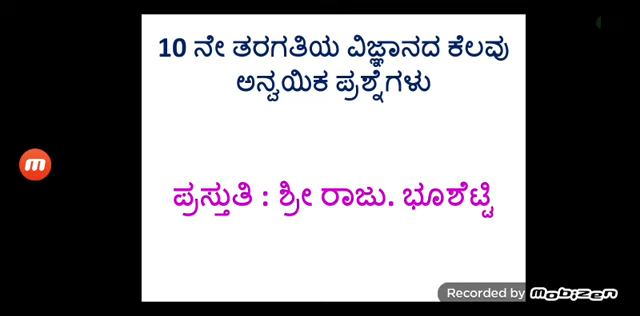 10 ನೇ ತರಗತಿಯ ವಿಜ್ಞಾನದ ಕೆಲವು
ಅನ್ವಯಿಕ ಪ್ರಶ್ನೆಗಳು
ಪ್ರಸ್ತುತಿ : ಶ್ರೀ ರಾಜು. ಭೂಶೆಟ್ಟಿ
Recorded by mobizen